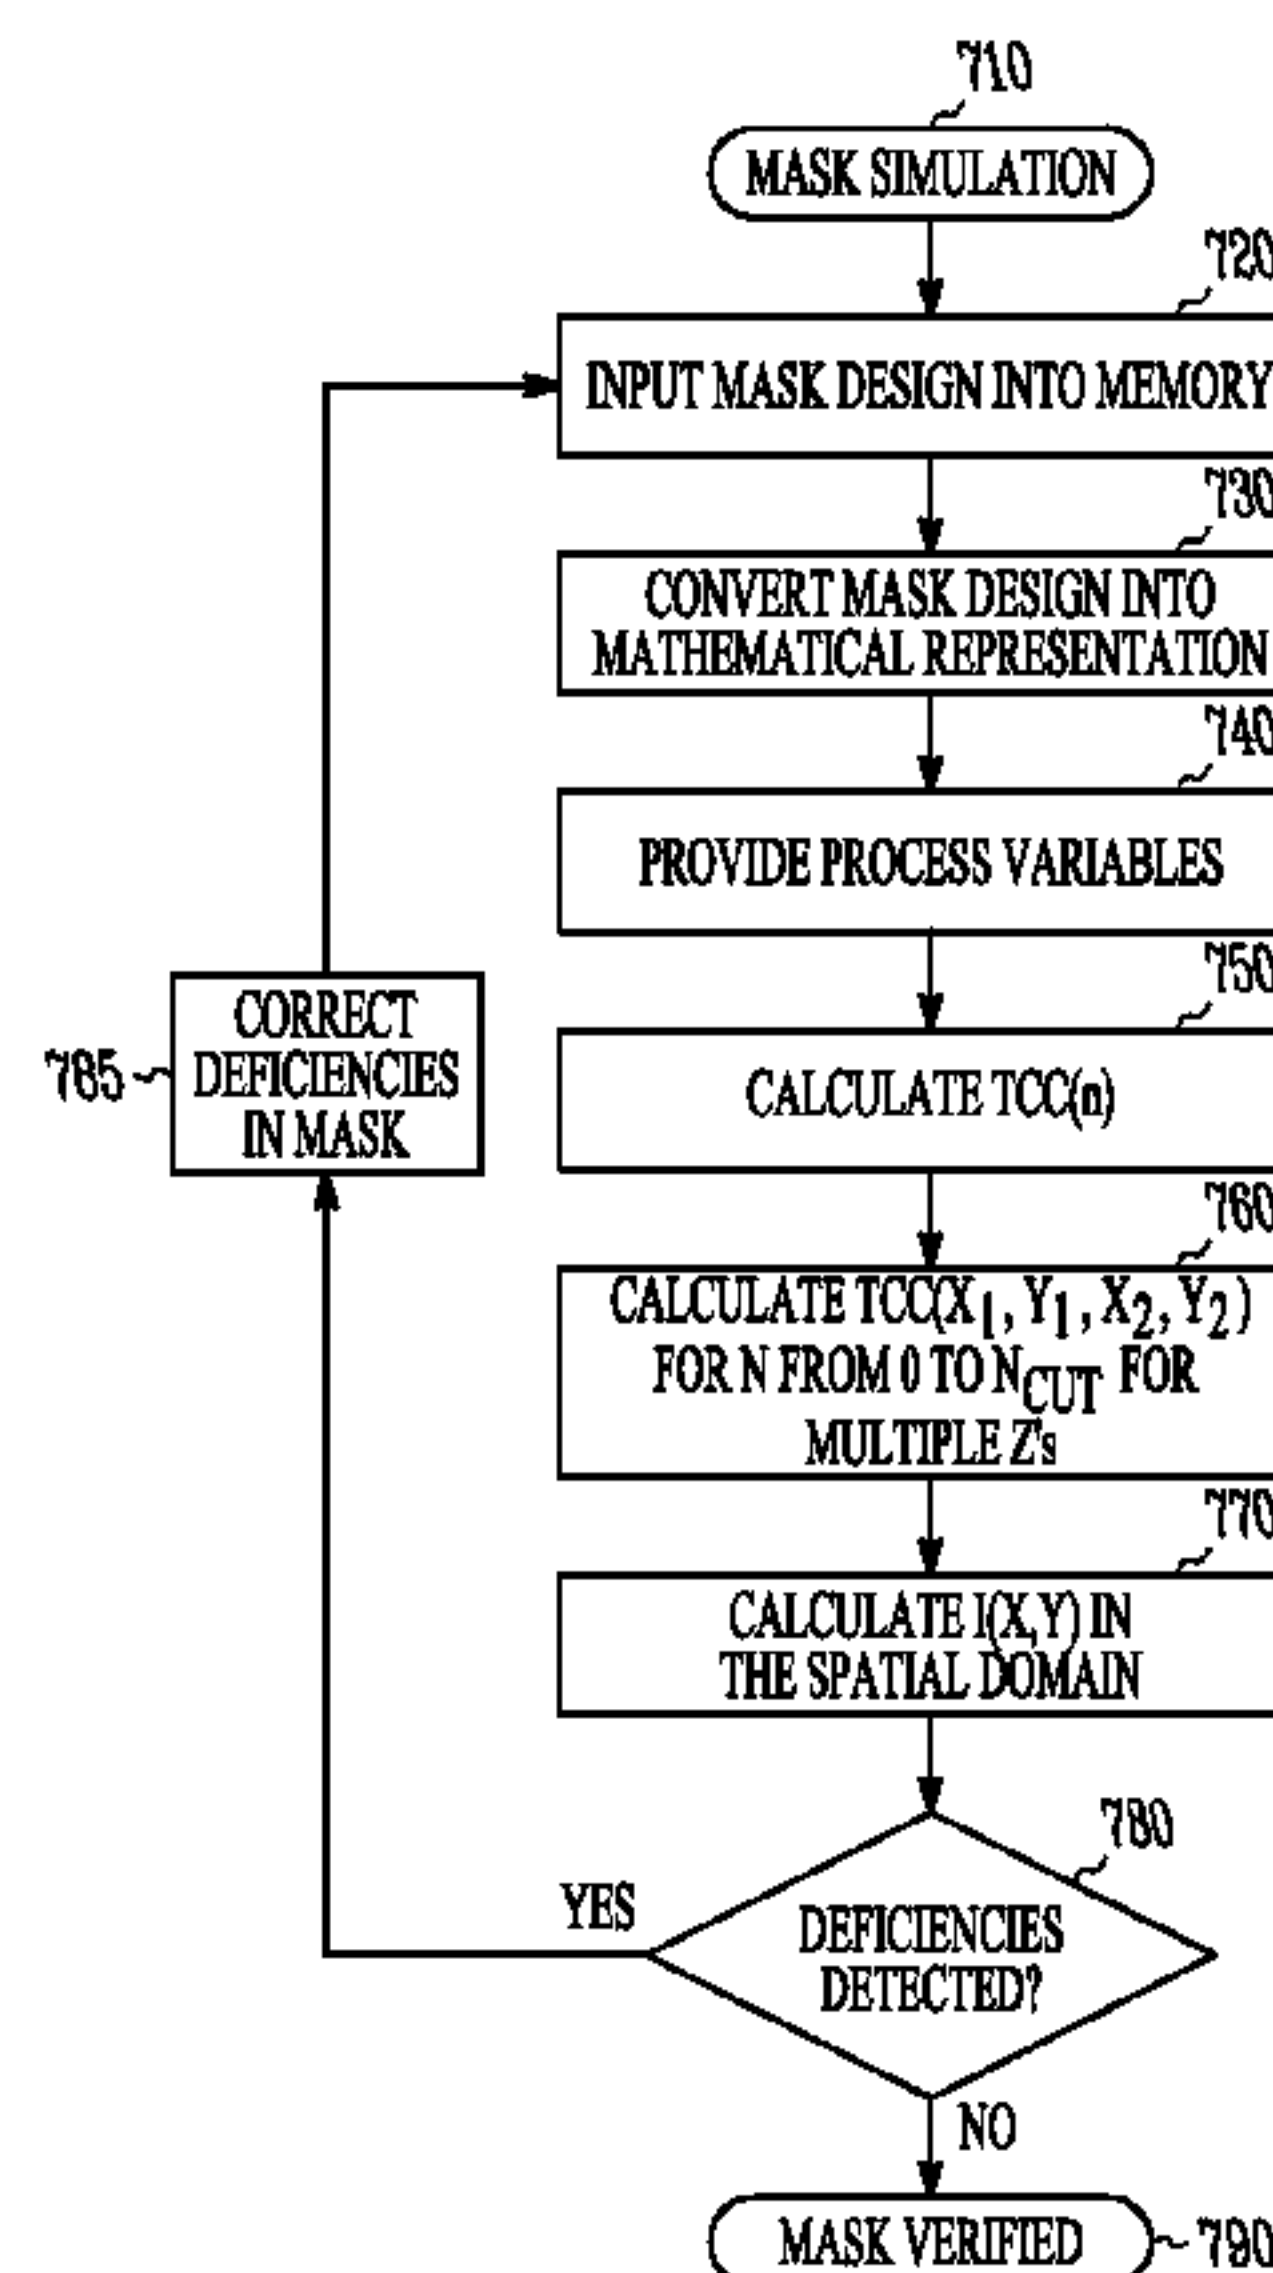 710
MASK SIMULATION
720
INPUT MASK DESIGN INTO MEMORY
730
CONVERT MASK DESIGN INTO
MATHEMATICAL REPRESENTATION
740
PROVIDE PROCESS VARIABLES
750
CALCULATE TCC(n)
785
CORRECT
DEFICIENCIES
IN MASK
760
CALCULATE TCC(X1, Y1, X2, Y2)
FOR N FROM 0 TO NCUT FOR
MULTIPLE Z's
770
CALCULATE I(X,Y) IN
THE SPATIAL DOMAIN
780
YES
DEFICIENCIES
DETECTED?
NO
MASK VERIFIED
790